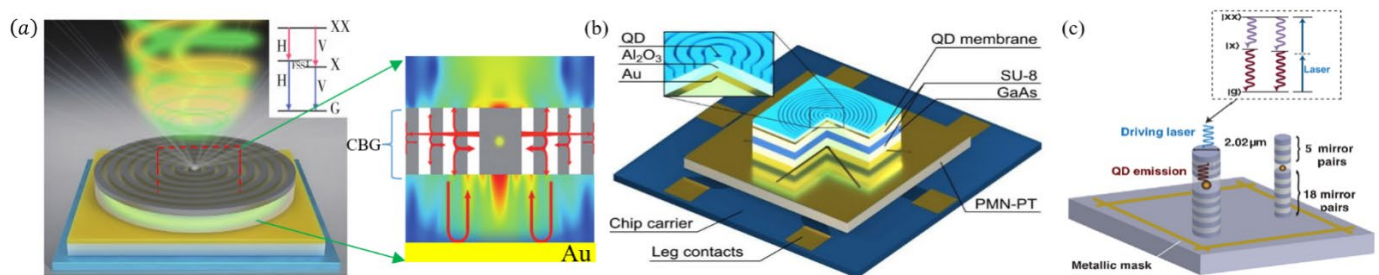 (a)
XX
H
V
FSS
X
H
V
G
CBG
Au
(b)
QD
Al₂O₃
Au
QD membrane
SU-8
GaAs
PMN-PT
Chip carrier
Leg contacts
(c)
|xx⟩
|x⟩
Laser
|g⟩
Driving laser
2.02μm
QD emission
5 mirror
pairs
18 mirror
pairs
Metallic mask